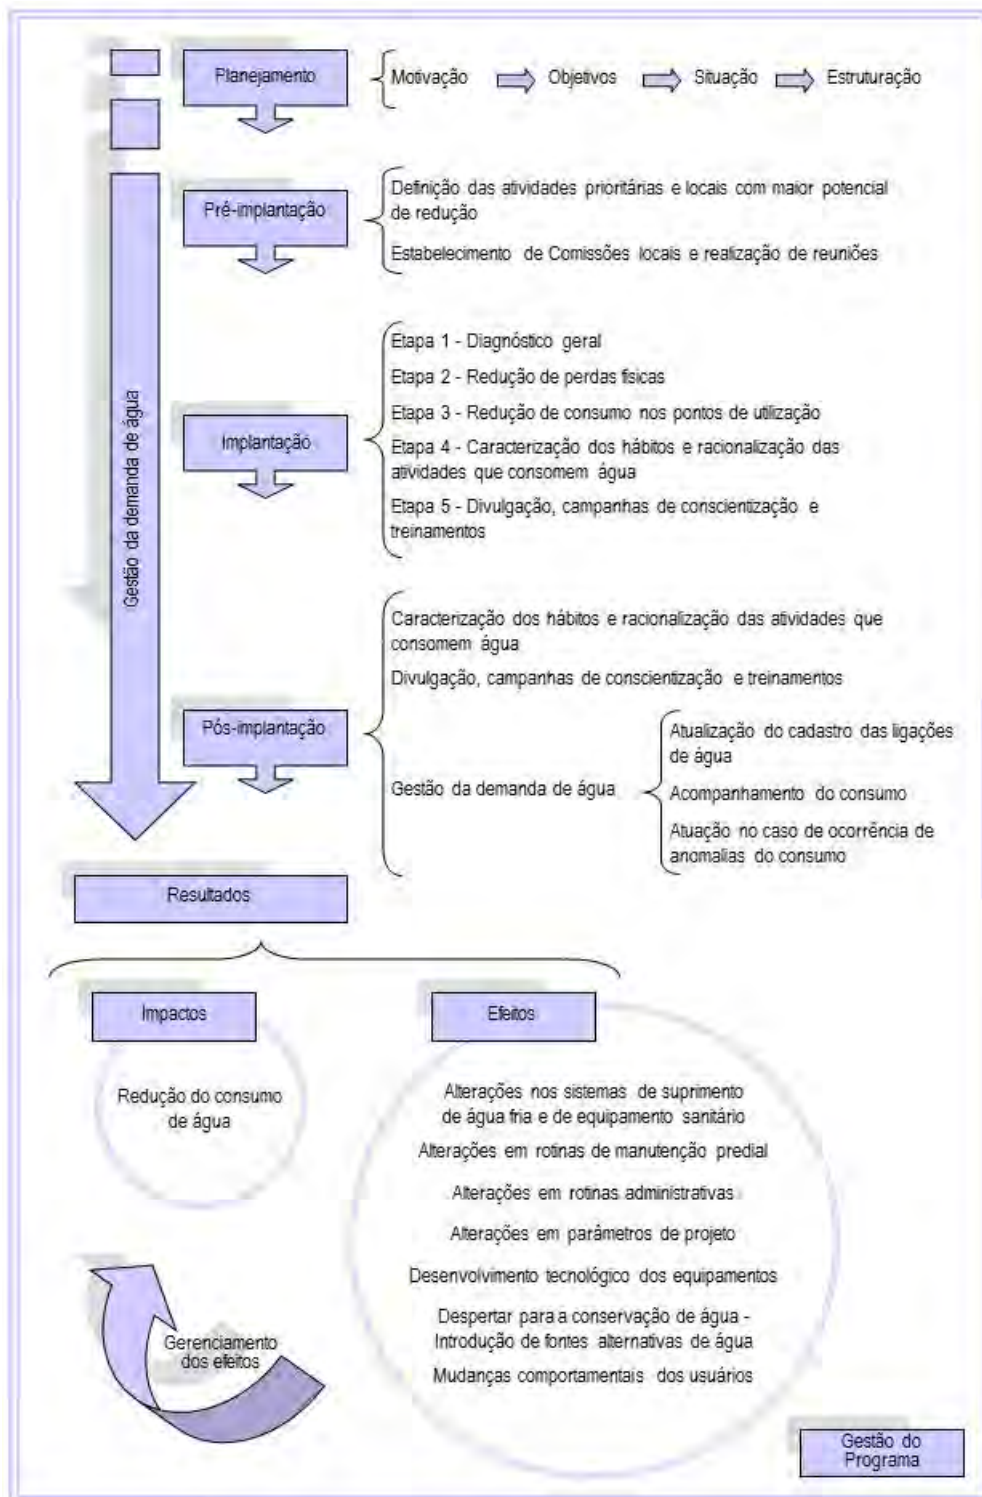 Planejamento
Motivação
Objetivos
Situação
Estruturação
Pré-implantação
Definição das atividades prioritárias e locais com maior potencial
de redução
Estabelecimento de Comissões locais e realização de reuniões
Gestão da demanda de água
Implantação
Etapa 1 - Diagnóstico geral
Etapa 2 - Redução de perdas físicas
Etapa 3 - Redução de consumo nos pontos de utilização
Etapa 4 - Caracterização dos hábitos e racionalização das
atividades que consomem água
Etapa 5 - Divulgação, campanhas de conscientização e
treinamentos
Pós-implantação
Caracterização dos hábitos e racionalização das atividades que
consomem água
Divulgação, campanhas de conscientização e treinamentos
Gestão da demanda de água
Atualização do cadastro das ligações
de água
Acompanhamento do consumo
Atuação no caso de ocorrência de
anomalias do consumo
Resultados
Impactos
Redução do consumo
de água
Efeitos
Alterações nos sistemas de suprimento
de água fria e de equipamento sanitário
Alterações em rotinas de manutenção predial
Alterações em rotinas administrativas
Alterações em parâmetros de projeto
Desenvolvimento tecnológico dos equipamentos
Despertar para a conservação de água -
Introdução de fontes alternativas de água
Mudanças comportamentais dos usuários
Gerenciamento
dos efeitos
Gestão do
Programa